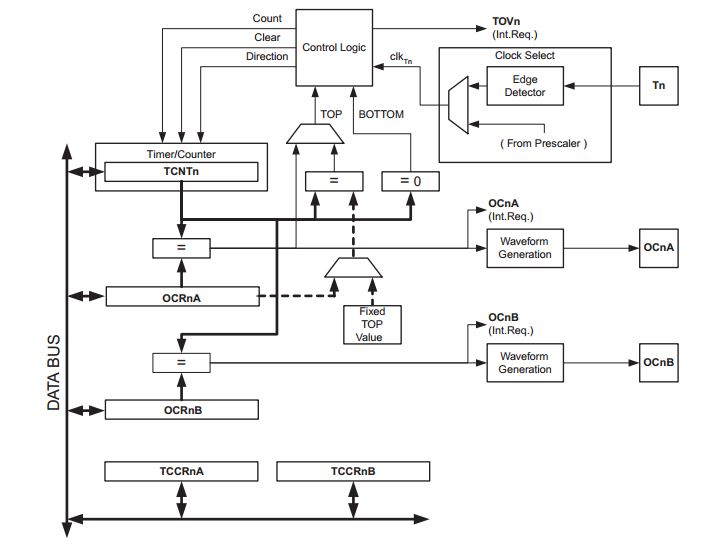 Count
Clear
Direction
Control Logic
TOVn
(Int.Req.)
clkTn
Clock Select
Edge
Detector
Tn
( From Prescaler )
TOP
BOTTOM
Timer/Counter
TCNTn
=
= 0
OCnA
(Int.Req.)
=
Waveform
Generation
OCnA
OCRnA
Fixed
TOP
Value
OCnB
(Int.Req.)
=
Waveform
Generation
OCnB
OCRnB
DATA BUS
TCCRnA
TCCRnB